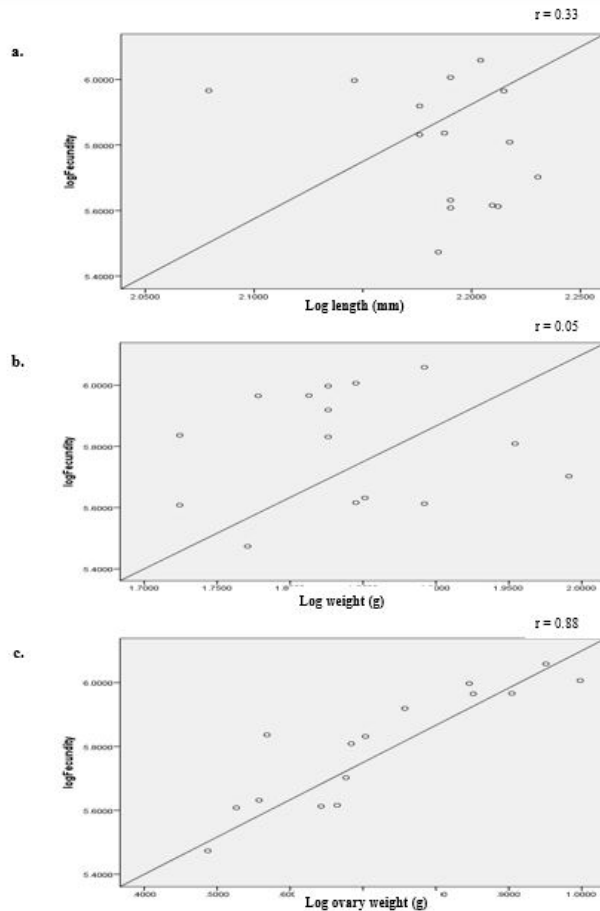 r = 0.33
a.
logFecundity
6.0000
5.8000
5.6000
5.4000
2.0500 2.1000 2.2000 2.2500
Log length (mm)
r = 0.05
b.
logFecundity
6.0000
5.8000
5.6000
5.4000
1.7000 1.7500 1.9500 2.0000
Log weight (g)
r = 0.88
c.
logFecundity
6.0000
5.8000
5.6000
5.4000
.4000 .5000 .9000 1.0000
Log ovary weight (g)